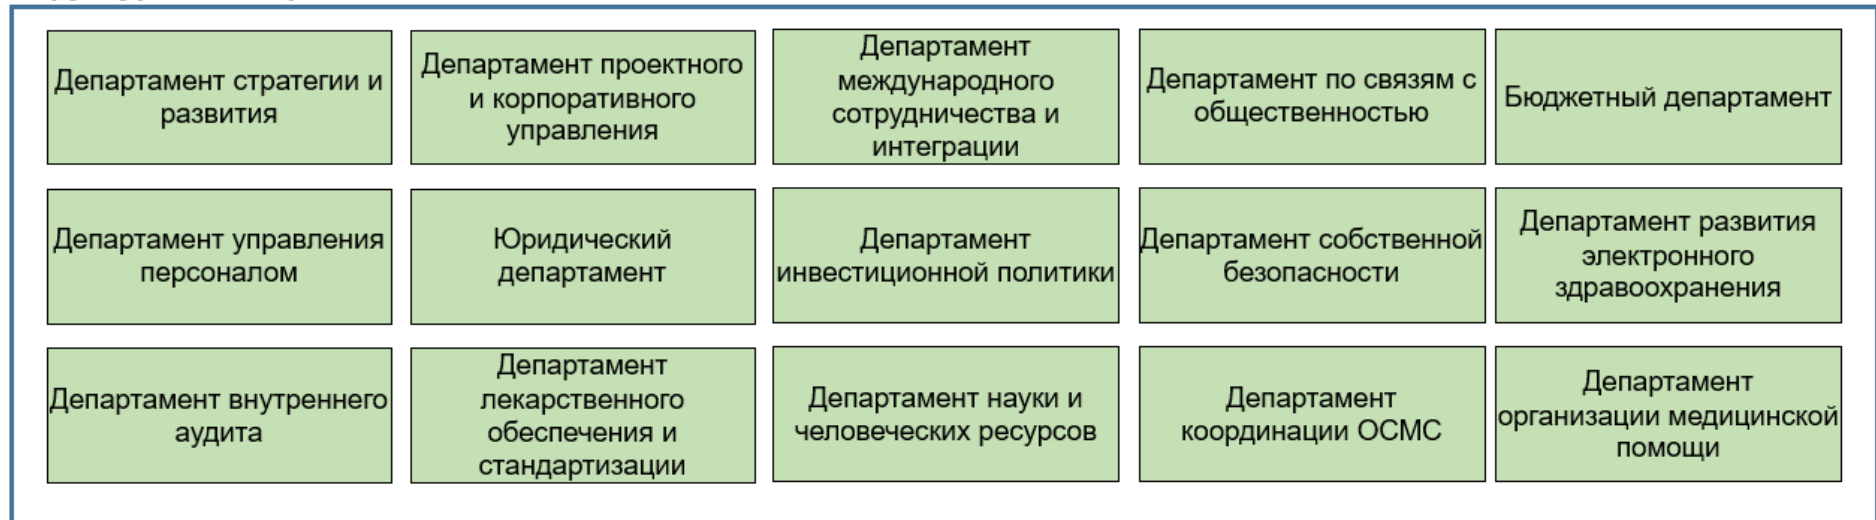 Департамент стратегии и
развития
Департамент проектного
и корпоративного
управления
Департамент
международного
сотрудничества и
интеграции
Департамент по связям с
общественностью
Бюджетный департамент
Департамент управления
персоналом
Юридический
департамент
Департамент
инвестиционной политики
Департамент собственной
безопасности
Департамент развития
электронного
здравоохранения
Департамент внутреннего
аудита
Департамент
лекарственного
обеспечения и
стандартизации
Департамент науки и
человеческих ресурсов
Департамент
координации ОСМС
Департамент
организации медицинской
помощи